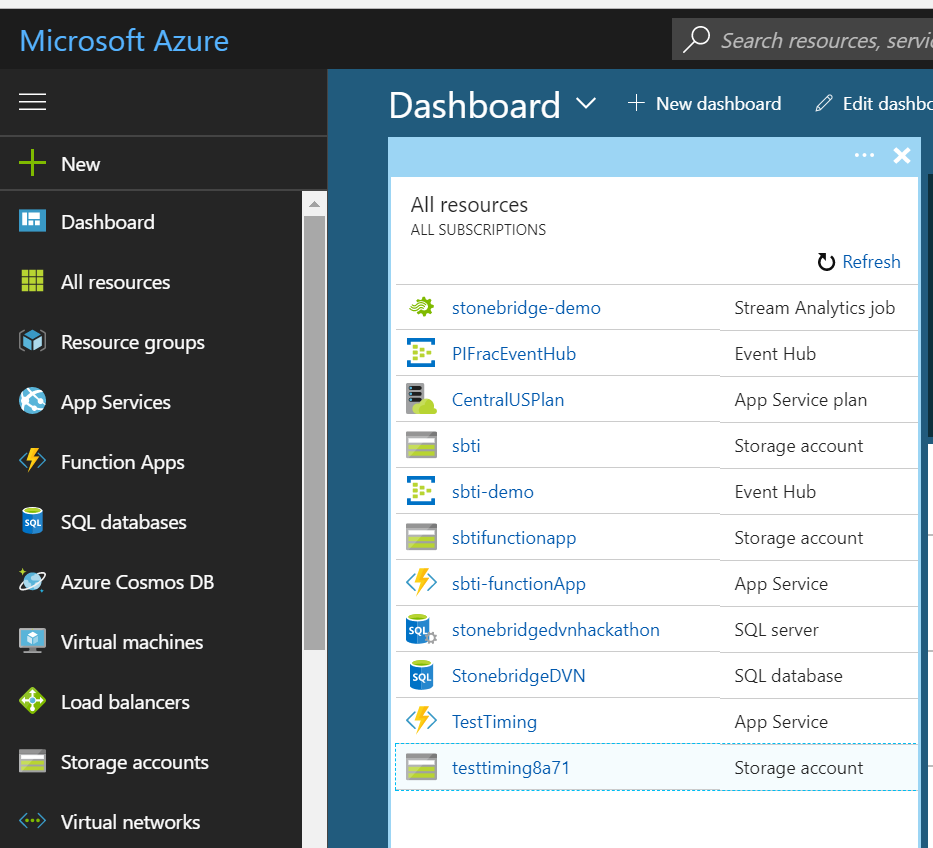 Microsoft Azure
Search resources,
New
Dashboard
All resources
Resource groups
App Services
Function Apps
SQL databases
Azure Cosmos DB
Virtual machines
Load balancers
Storage accounts
Virtual networks
Dashboard
New dashboard
Edit
All resources
ALL SUBSCRIPTIONS
Refresh
stonebridge-demo Stream Analytics job
PIFracEventHub Event Hub
CentralUSPlan App Service plan
sbti Storage account
sbti-demo Event Hub
sbtifunctionapp Storage account
sbti-functionApp App Service
SQL stonebridgedvnhackathon SQL server
SQL StonebridgeDVN SQL database
TestTiming App Service
testtiming8a71 Storage account